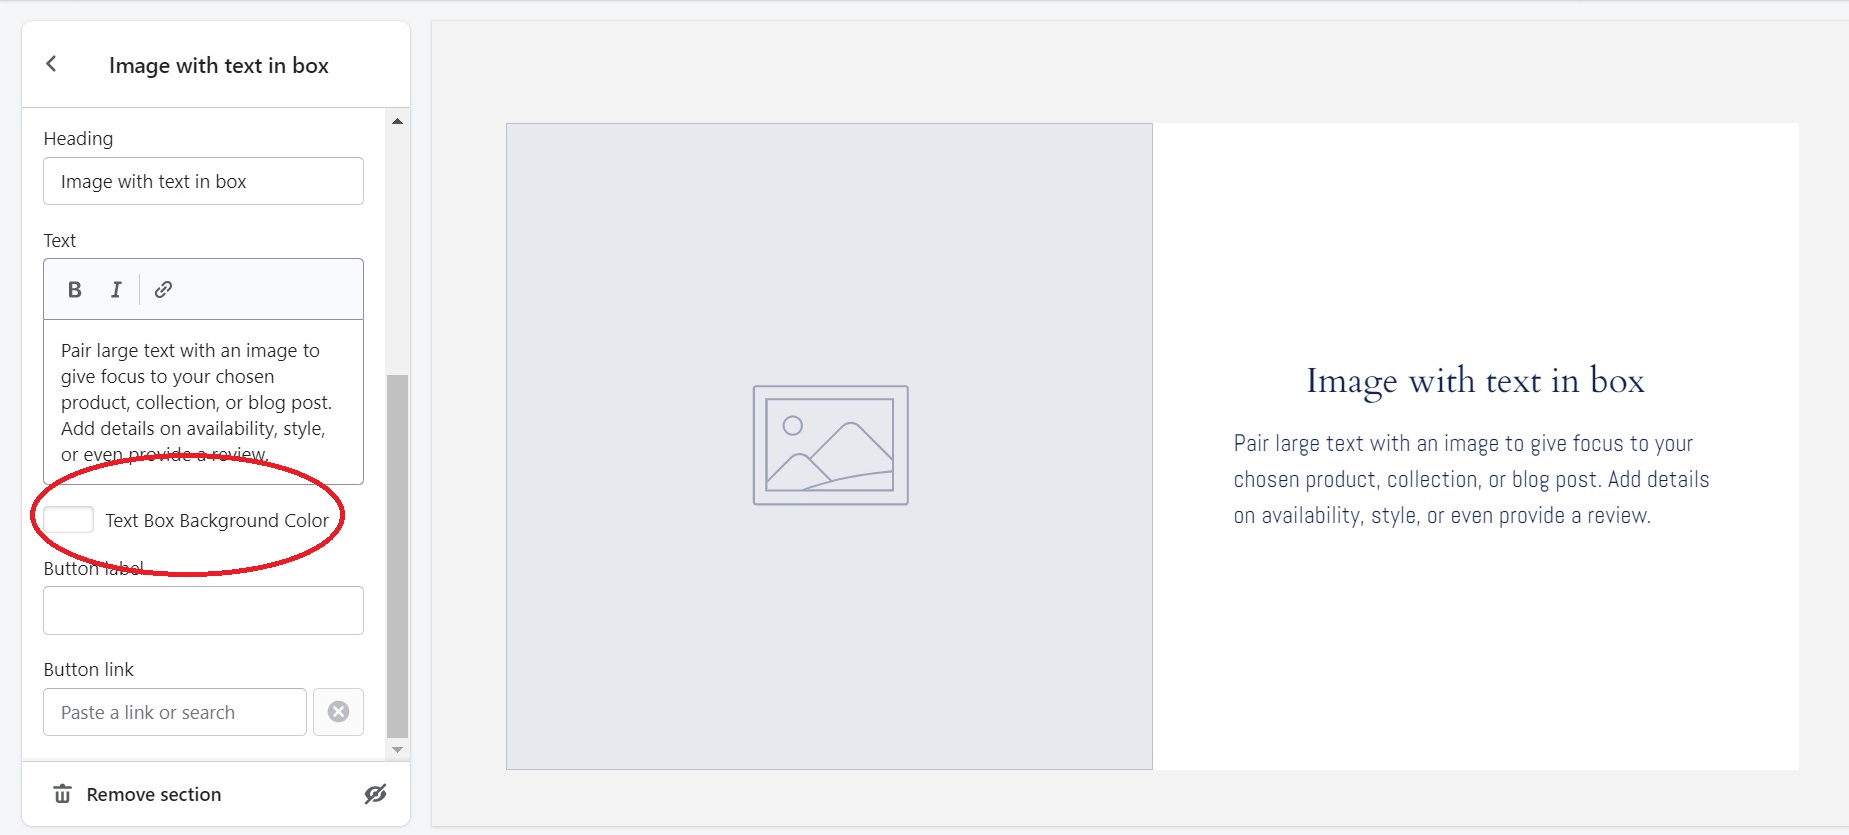 Image with text in box
Heading
Image with text in box
Text
B I
Pair large text with an image to
give focus to your chosen
product, collection, or blog post.
Add details on availability, style,
or even provide a review.
Text Box Background Color
Button label
Button link
Paste a link or search
Remove section
Image with text in box
Pair large text with an image to give focus to your
chosen product, collection, or blog post. Add details
on availability, style, or even provide a review.